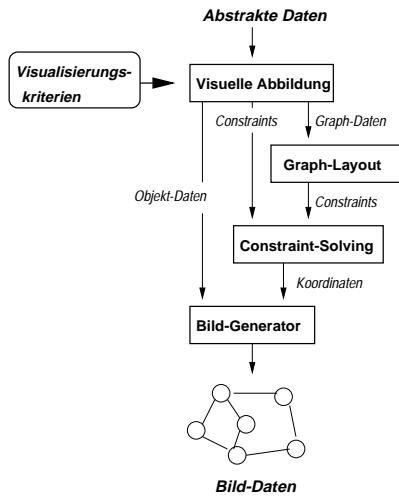 Abstrakte Daten
Visualisierungs-
kriterien
Visuelle Abbildung
Constraints
Graph-Daten
Graph-Layout
Objekt-Daten
Constraints
Constraint-Solving
Koordinaten
Bild-Generator
Bild-Daten